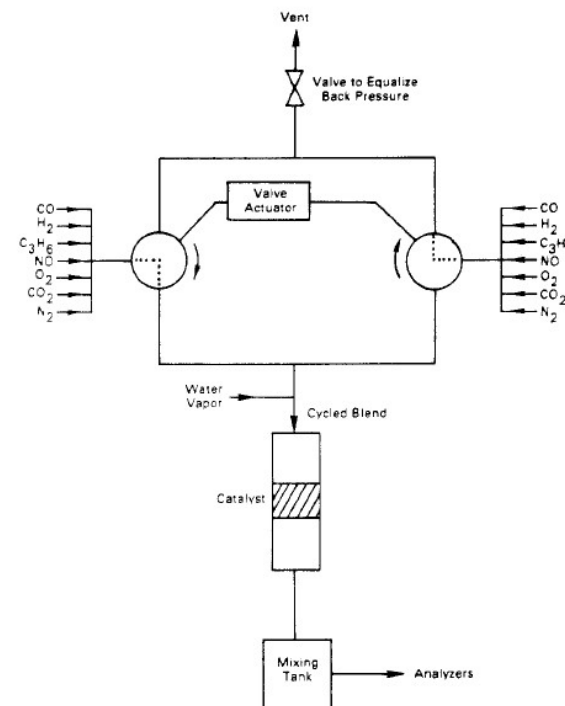 Vent
Valve to Equalize
Back Pressure
Valve
Actuator
CO
H2
C3H6
NO
O2
CO2
N2
CO
H2
C3H
NO
O2
CO2
N2
Water
Vapor
Cycled Blend
Catalyst
Mixing
Tank
Analyzers